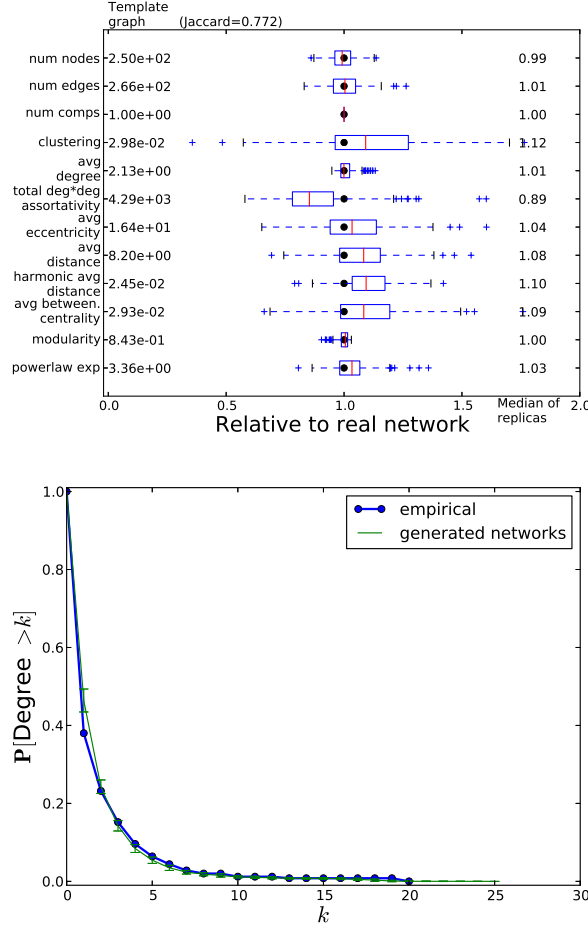 Template
graph (Jaccard=0.772)
num nodes 2.50e+02 0.99
num edges 2.66e+02 1.01
num comps 1.00e+00 1.00
clustering 2.98e-02 1.12
avg
degree 2.13e+00 1.01
total deg*deg
assortativity 4.29e+03 0.89
avg
eccentricity 1.64e+01 1.04
avg
distance 8.20e+00 1.08
harmonic avg
distance 2.45e-02 1.10
avg between.
centrality 2.93e-02 1.09
modularity 8.43e-01 1.00
powerlaw exp 3.36e+00 1.03
0.0 0.5 1.0 1.5 2.0
Median of
replicas
Relative to real network
1.0
0.8
0.6
0.4
0.2
0.0
P[Degree >k]
empirical
generated networks
0 5 10 15 20 25 30
k